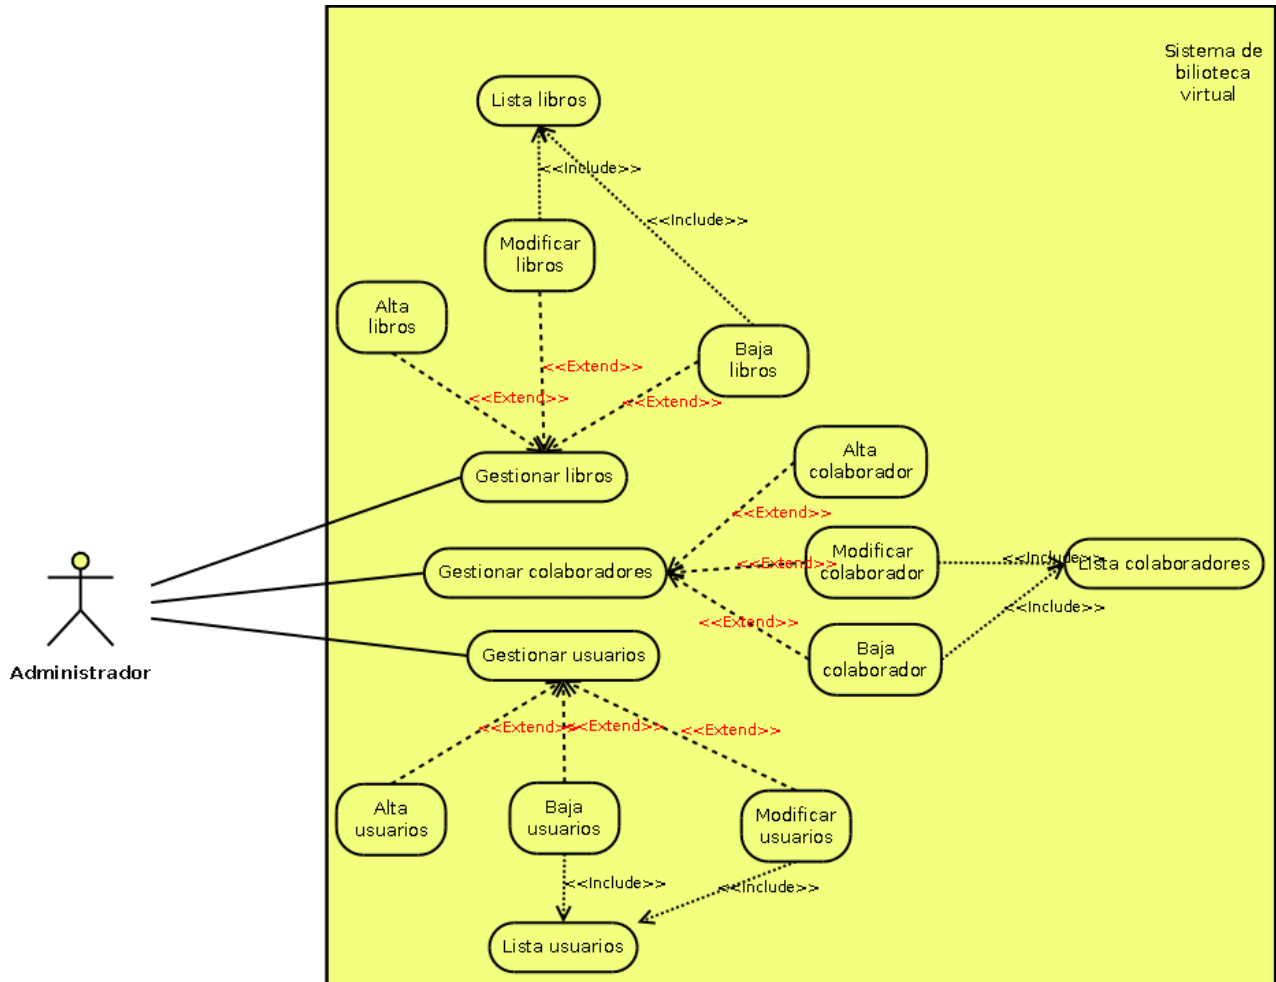 Sistema de
bilioteca
virtual
Lista libros
<<Include>>
<<Include>>
Modificar
libros
Alta
libros
Baja
libros
<<Extend>>
<<Extend>>
<<Extend>>
Gestionar libros
Alta
colaborador
<<Extend>>
Modificar
colaborador
<<Extend>>
<<Include>>
Lista colaboradores
Gestionar colaboradores
<<Include>>
<<Extend>>
Baja
colaborador
Gestionar usuarios
Administrador
<<Extend>>
<<Extend>>
<<Extend>>
Alta
usuarios
Baja
usuarios
Modificar
usuarios
<<Include>>
<<Include>>
Lista usuarios